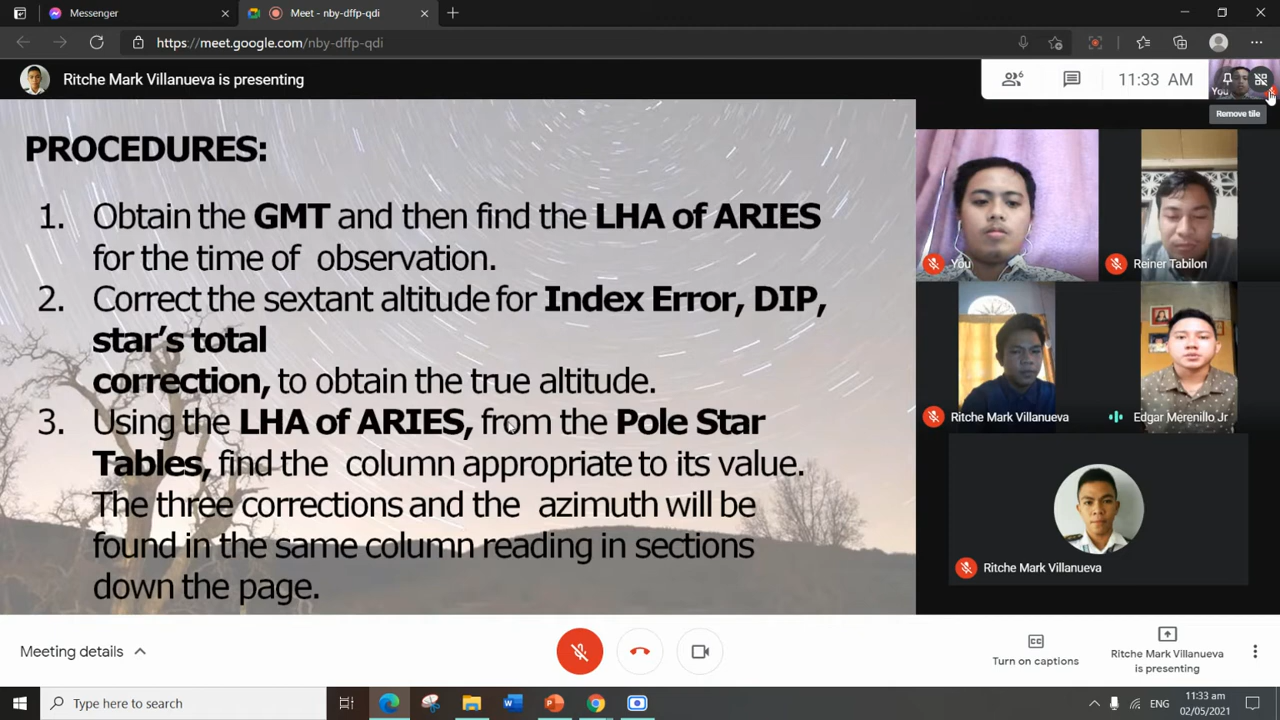 Messenger
Meet - nby-dffp-qdi
https://meet.google.com/nby-dffp-qdi
Ritche Mark Villanueva is presenting
6
11:33 AM
You
Remove tile
PROCEDURES:
1. Obtain the GMT and then find the LHA of ARIES
for the time of observation.
2. Correct the sextant altitude for Index Error, DIP,
star's total
correction, to obtain the true altitude.
3. Using the LHA of ARIES, from the Pole Star
Tables, find the column appropriate to its value.
The three corrections and the azimuth will be
found in the same column reading in sections
down the page.
You
Reiner Tabilon
Ritche Mark Villanueva
Edgar Merenillo Jr
Ritche Mark Villanueva
Meeting details
CC
Turn on captions
Ritche Mark Villanueva
is presenting
Type here to search
ENG
11:33 am
02/05/2021